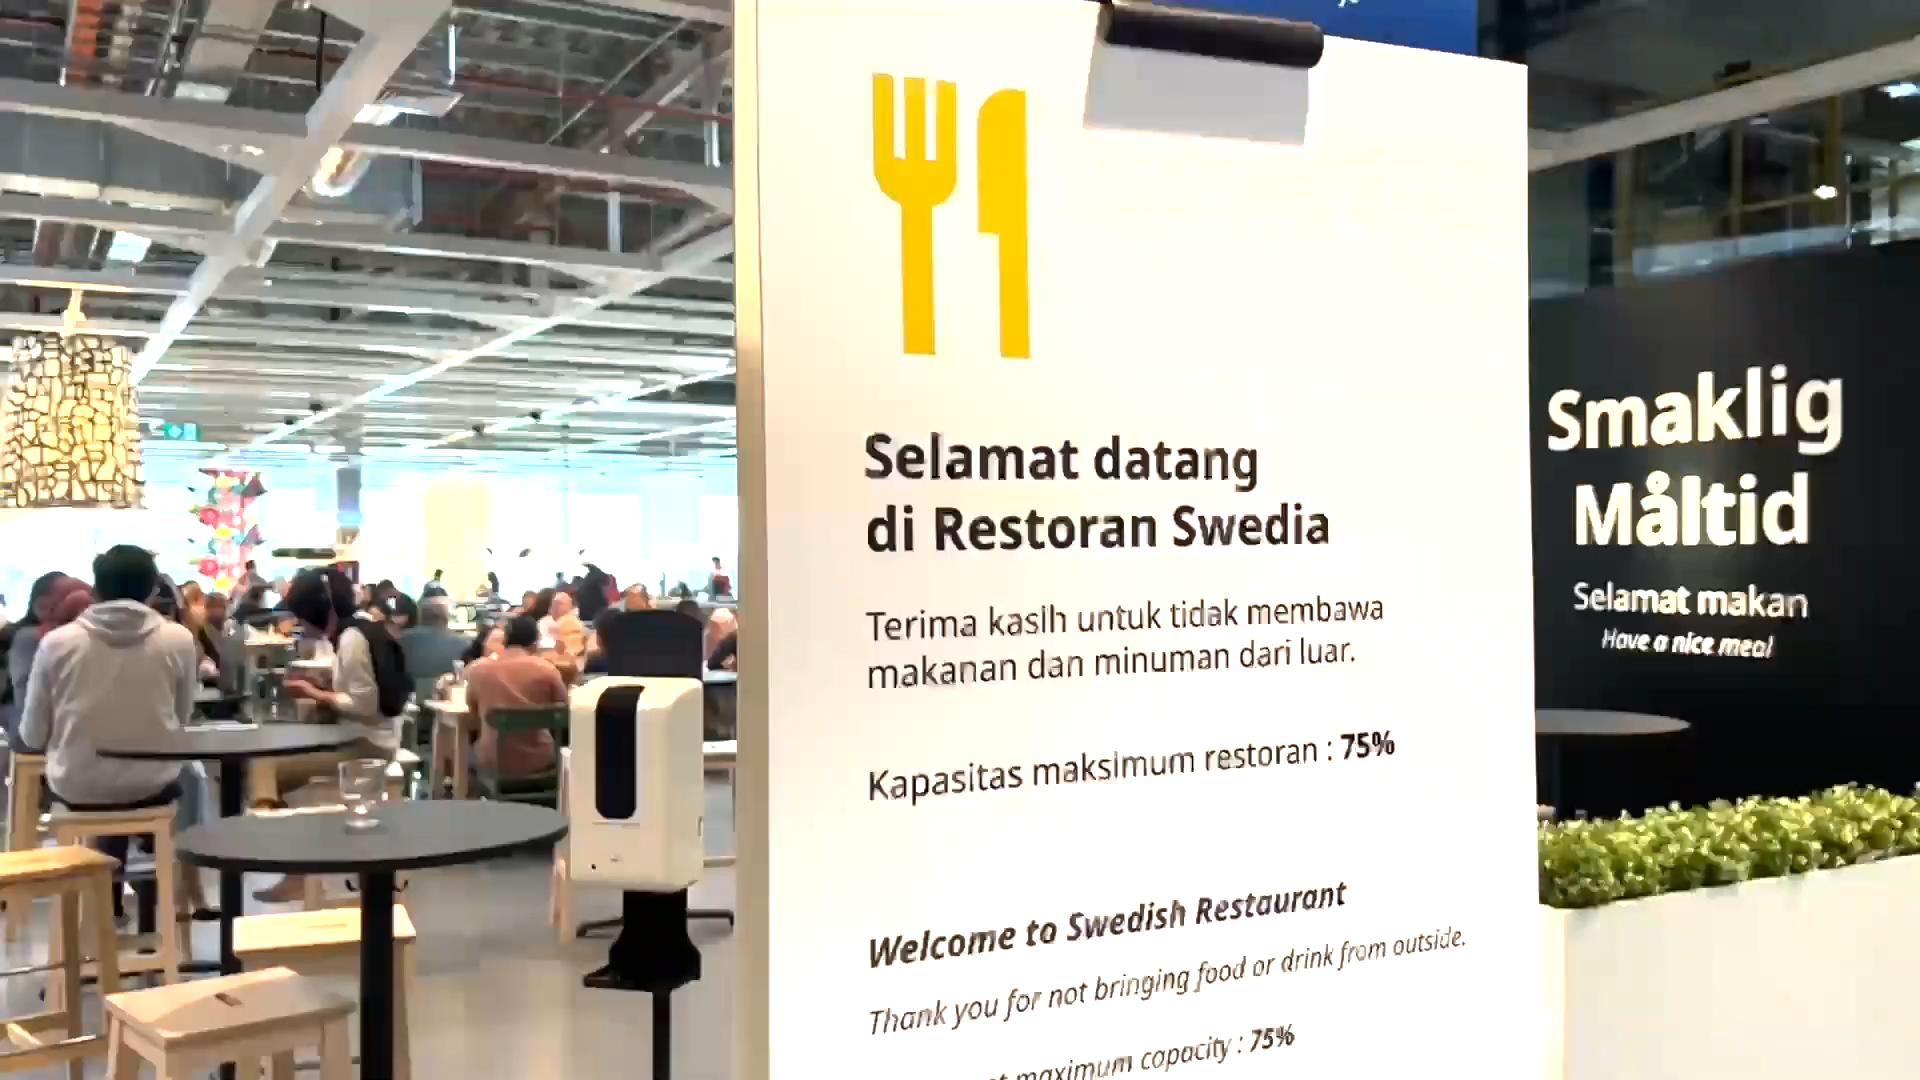 Selamat datang
di Restoran Swedia
Terima kasih untuk tidak membawa
makanan dan minuman dari luar.
Kapasitas maksimum restoran : 75%
Welcome to Swedish Restaurant
Thank you for not bringing food or drink from outside.
maximum capacity : 75%
Smaklig
Måltid
Selamat makan
Have a nice meal